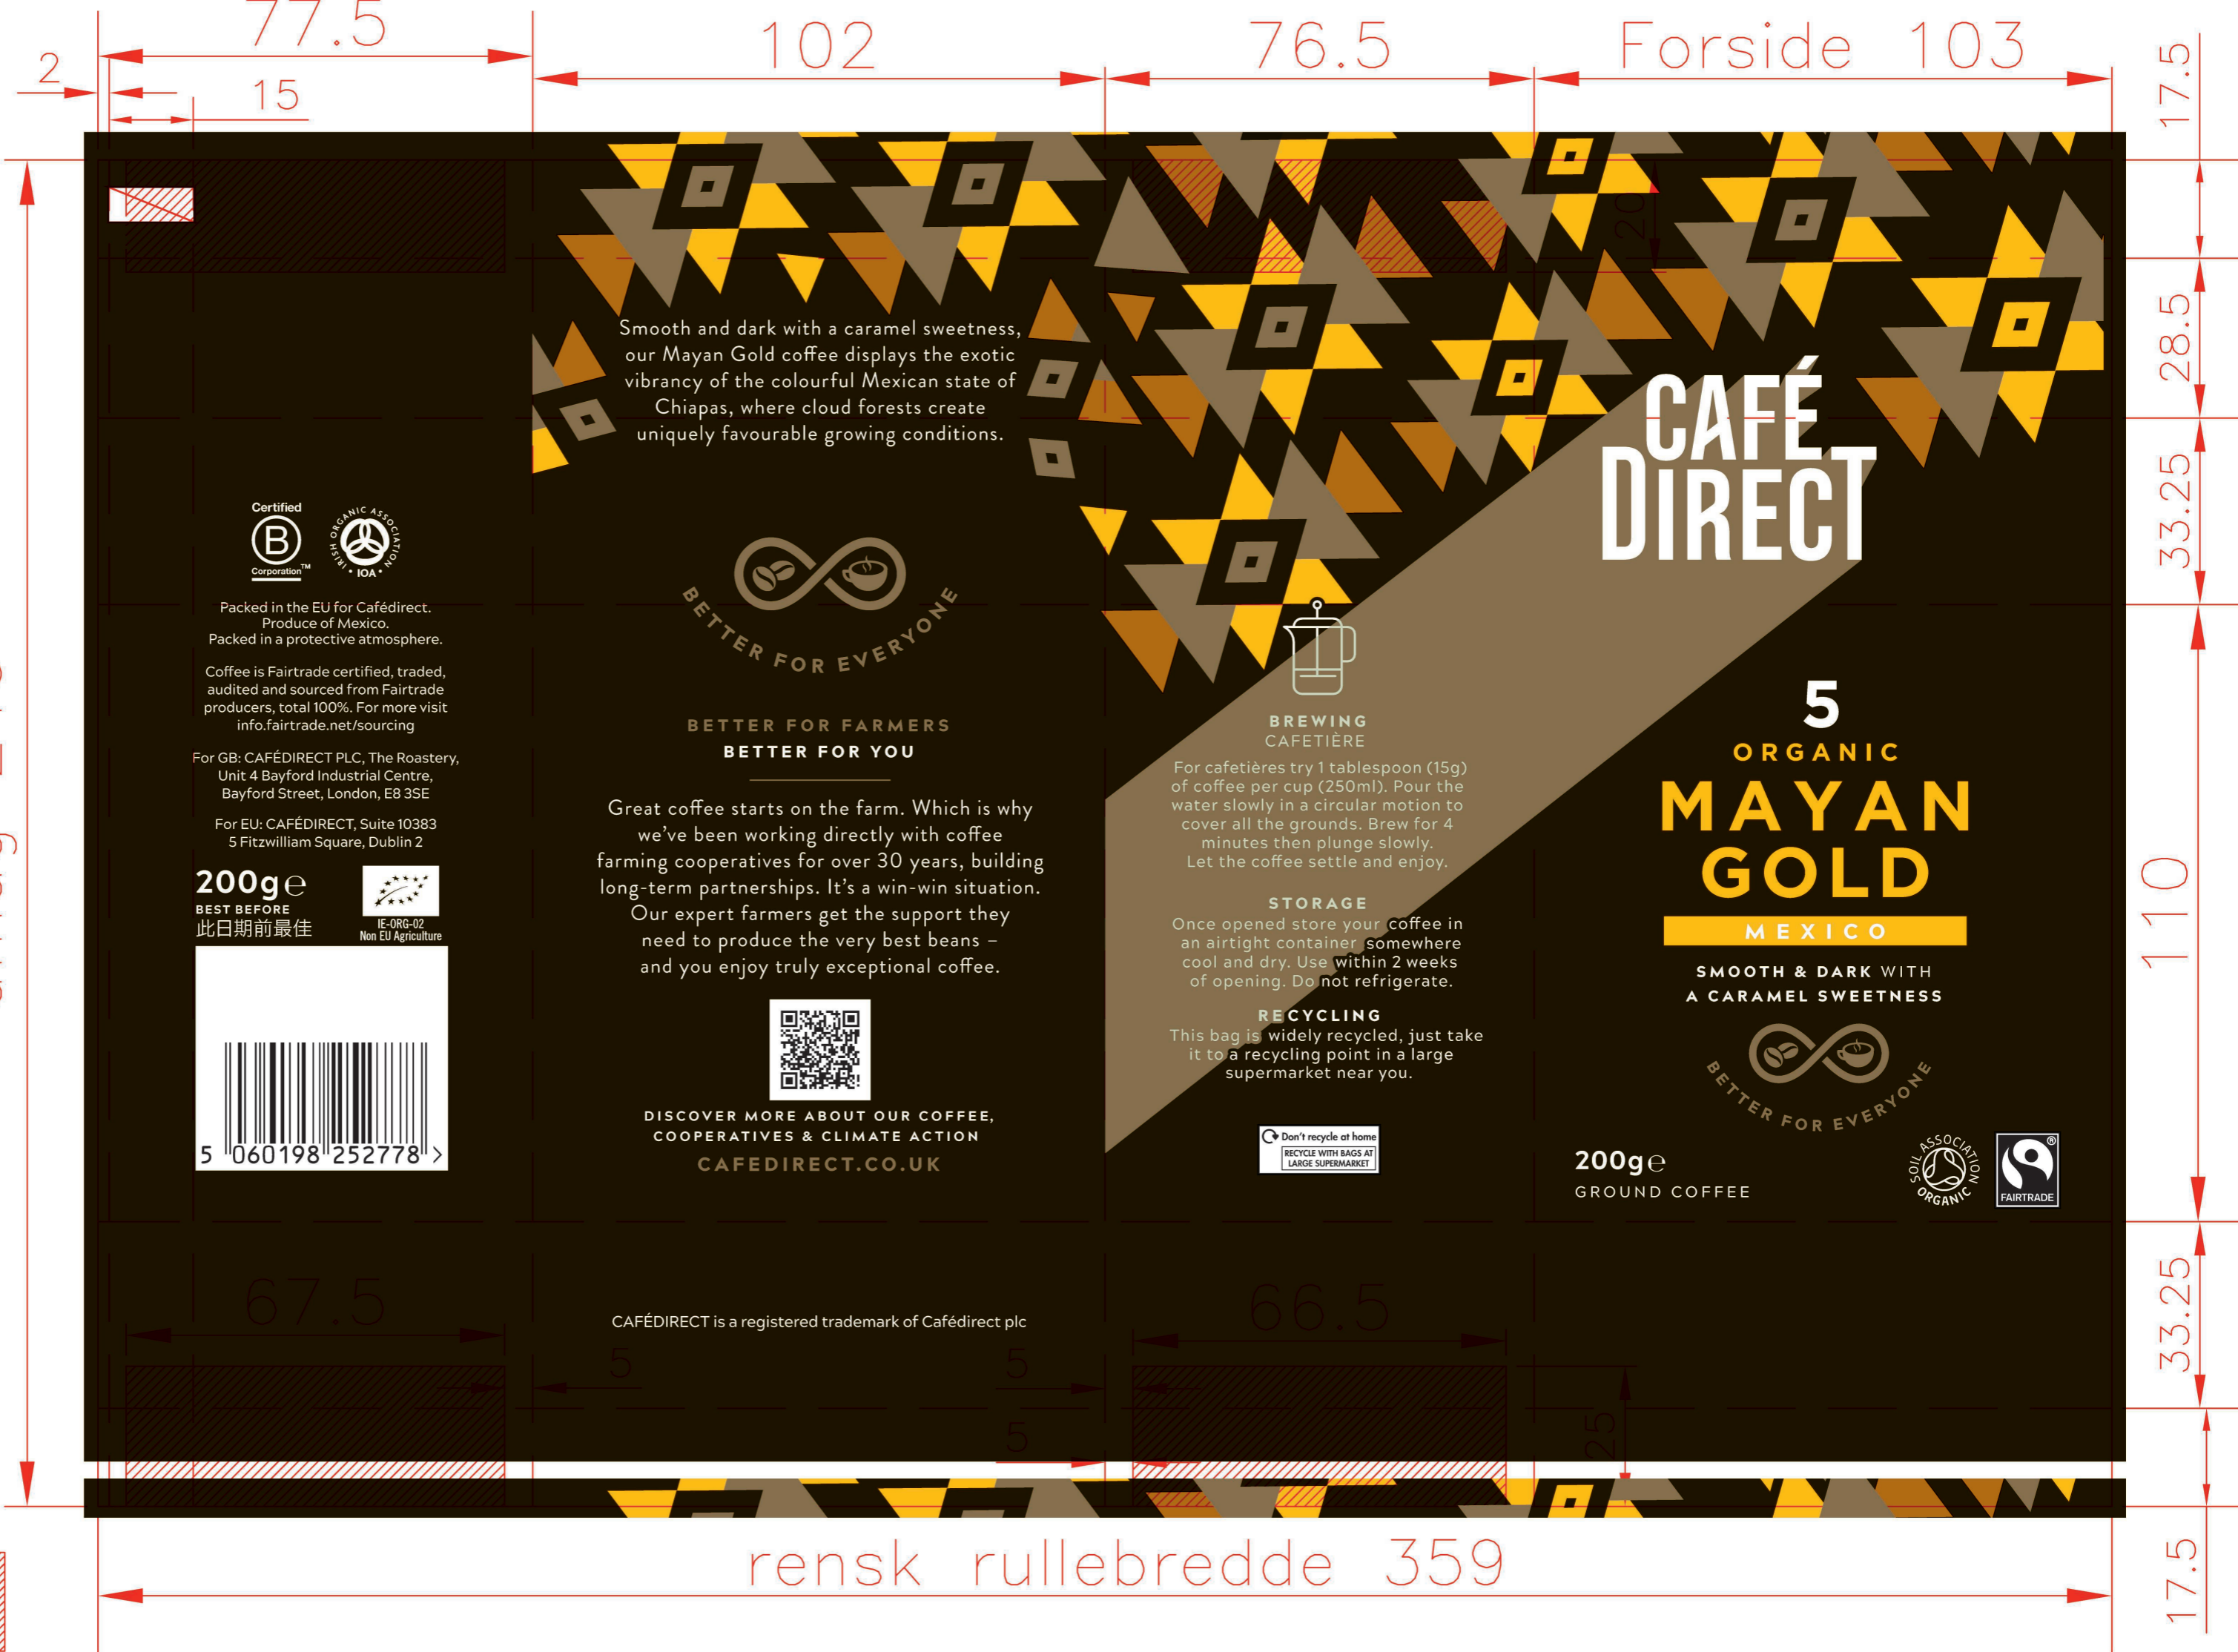 77.5
102
76.5
Forside 103
2
15
17.5
28.5
33.25
110
33.25
17.5
20
Certified
B
Corporation™
IRISH ORGANIC ASSOCIATION
• IOA •
Packed in the EU for Cafédirect.
Produce of Mexico.
Packed in a protective atmosphere.
Coffee is Fairtrade certified, traded,
audited and sourced from Fairtrade
producers, total 100%. For more visit
info.fairtrade.net/sourcing
For GB: CAFÉDIRECT PLC, The Roastery,
Unit 4 Bayford Industrial Centre,
Bayford Street, London, E8 3SE
For EU: CAFÉDIRECT, Suite 10383
5 Fitzwilliam Square, Dublin 2
200g℮
BEST BEFORE
此日期前最佳
IE-ORG-02
Non EU Agriculture
5 060198 252778 >
67.5
Smooth and dark with a caramel sweetness,
our Mayan Gold coffee displays the exotic
vibrancy of the colourful Mexican state of
Chiapas, where cloud forests create
uniquely favourable growing conditions.
BETTER FOR EVERYONE
BETTER FOR FARMERS
BETTER FOR YOU
Great coffee starts on the farm. Which is why
we've been working directly with coffee
farming cooperatives for over 30 years, building
long-term partnerships. It's a win-win situation.
Our expert farmers get the support they
need to produce the very best beans –
and you enjoy truly exceptional coffee.
DISCOVER MORE ABOUT OUR COFFEE,
COOPERATIVES & CLIMATE ACTION
CAFEDIRECT.CO.UK
CAFÉDIRECT is a registered trademark of Cafédirect plc
5
5
5
BREWING
CAFETIÈRE
For cafetières try 1 tablespoon (15g)
of coffee per cup (250ml). Pour the
water slowly in a circular motion to
cover all the grounds. Brew for 4
minutes then plunge slowly.
Let the coffee settle and enjoy.
STORAGE
Once opened store your coffee in
an airtight container somewhere
cool and dry. Use within 2 weeks
of opening. Do not refrigerate.
RECYCLING
This bag is widely recycled, just take
it to a recycling point in a large
supermarket near you.
Don't recycle at home
RECYCLE WITH BAGS AT
LARGE SUPERMARKET
66.5
25
CAFÉ
DIRECT
5
ORGANIC
MAYAN
GOLD
MEXICO
SMOOTH & DARK WITH
A CARAMEL SWEETNESS
BETTER FOR EVERYONE
200g℮
GROUND COFFEE
SOIL ASSOCIATION
ORGANIC
®
FAIRTRADE
rensk rullebredde 359